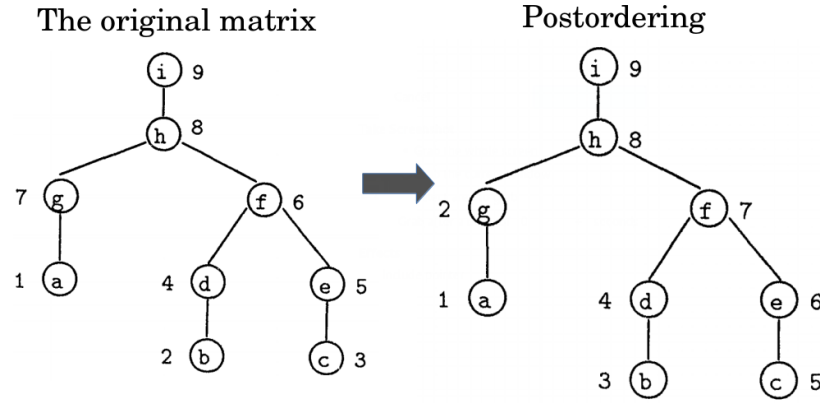 The original matrix
Postordering
i 9
h 8
7 g
f 6
1 a
4 d
e 5
2 b
c 3
i 9
h 8
2 g
f 7
1 a
4 d
e 6
3 b
c 5